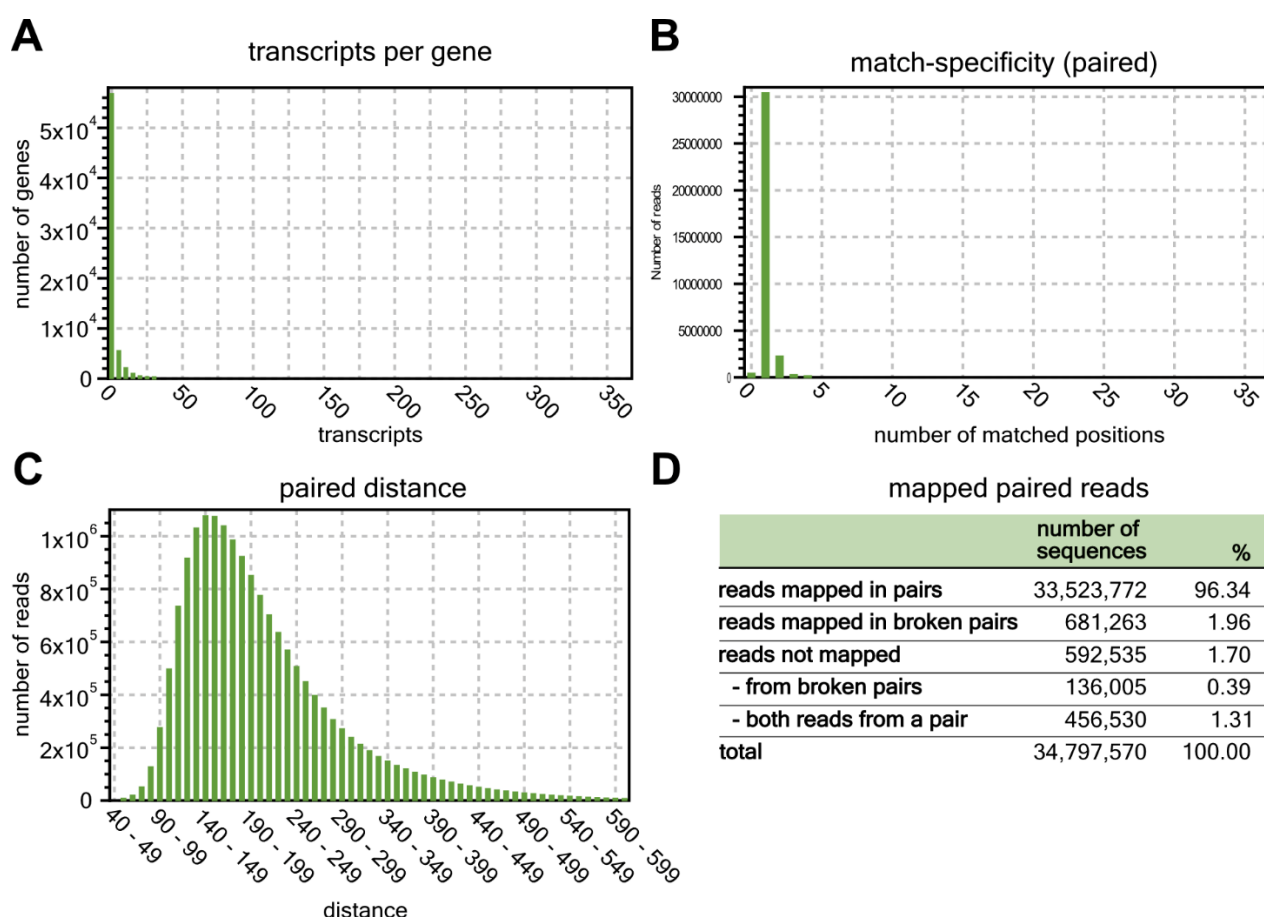 A
transcripts per gene
number of genes
5x10^4
4x10^4
3x10^4
2x10^4
1x10^4
0
0 50 100 150 200 250 300 350
transcripts
B
match-specificity (paired)
Number of reads
30000000
25000000
20000000
15000000
10000000
5000000
0
0 5 10 15 20 25 30 35
number of matched positions
C
paired distance
number of reads
1x10^6
8x10^5
6x10^5
4x10^5
2x10^5
0
40 - 49 90 - 99 140 - 149 190 - 199 240 - 249 290 - 299 340 - 349 390 - 399 440 - 449 490 - 499 540 - 549 590 - 599
distance
D
mapped paired reads
number of
sequences %
reads mapped in pairs 33,523,772 96.34
reads mapped in broken pairs 681,263 1.96
reads not mapped 592,535 1.70
- from broken pairs 136,005 0.39
- both reads from a pair 456,530 1.31
total 34,797,570 100.00